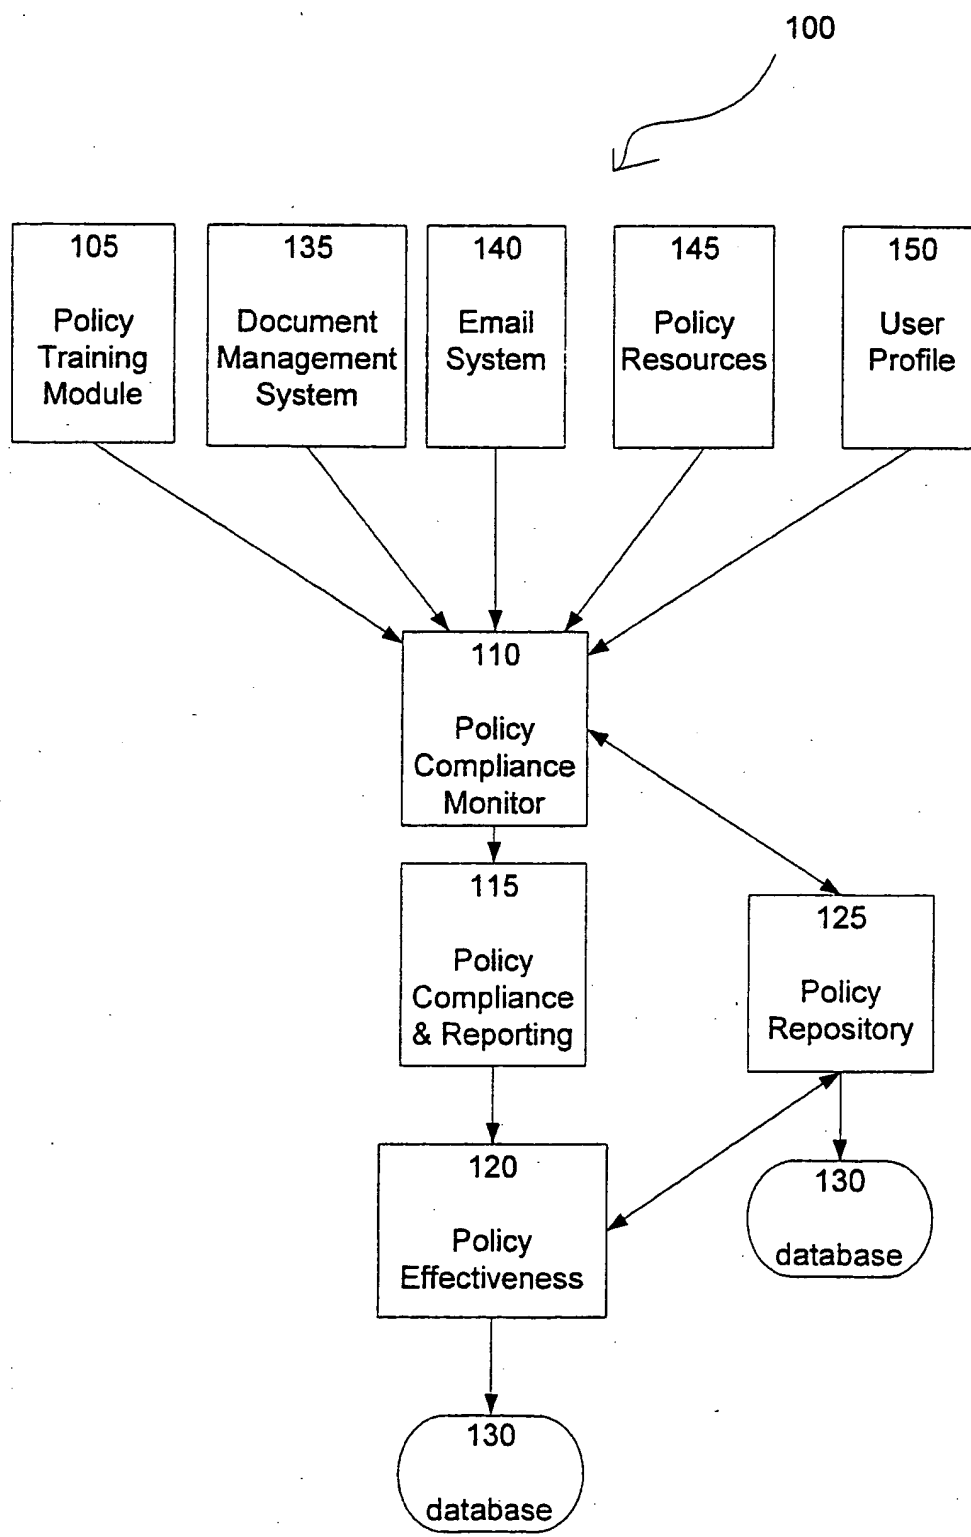 100
105
Policy
Training
Module
135
Document
Management
System
140
Email
System
145
Policy
Resources
150
User
Profile
110
Policy
Compliance
Monitor
115
Policy
Compliance
& Reporting
125
Policy
Repository
120
Policy
Effectiveness
130
database
130
database